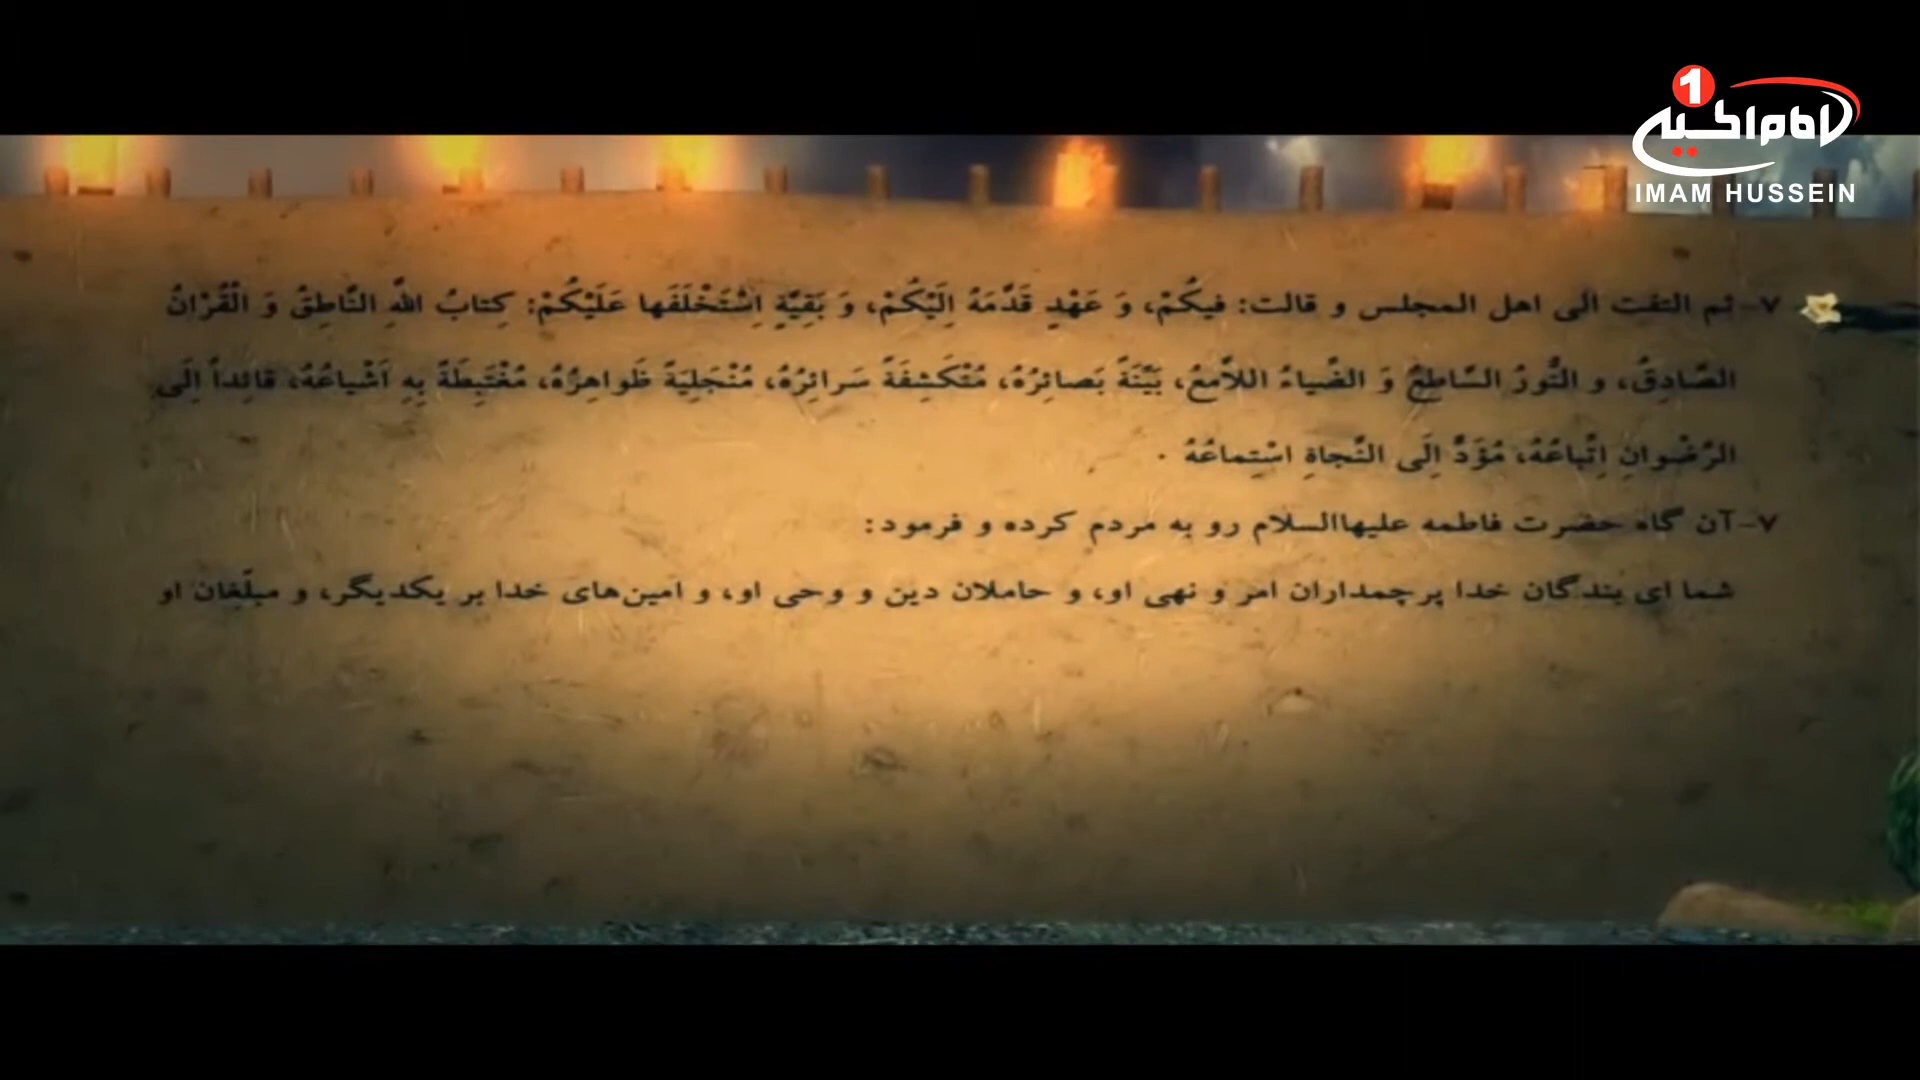 1
امام حسین
IMAM HUSSEIN
۷-ثم التفت الی اهل المجلس و قالت: فیکُمْ، وَ عَهْدٍ قَدَّمَهُ اِلَیْکُمْ، وَ بَقِیَّةٍ اِسْتَخْلَفَها عَلَیْکُمْ: کِتابُ اللَّهِ النَّاطِقُ وَ الْقُرْانُ
الصَّادِقُ، و النُّورُ السَّاطِعُ وَ الضِّیاءُ اللاَّمِعُ، بَیِّنَةً بَصائِرُهُ، مُنْکَشِفَةً سَرائِرُهُ، مُنْجَلِیَةً ظَواهِرُهُ، مُغْتَبِطَةً بِهِ اَشْیاعُهُ، قائِداً اِلَی
الرِّضْوانِ اِتِّباعُهُ، مُؤَدٍّ اِلَی النَّجاةِ اسْتِماعُهُ .
۷-آن گاه حضرت فاطمه علیهاالسلام رو به مردم کرده و فرمود:
شما ای بندگان خدا پرچمداران امر و نهی او، و حاملان دین و وحی او، و امین‌های خدا بر یکدیگر، و مبلّغان او